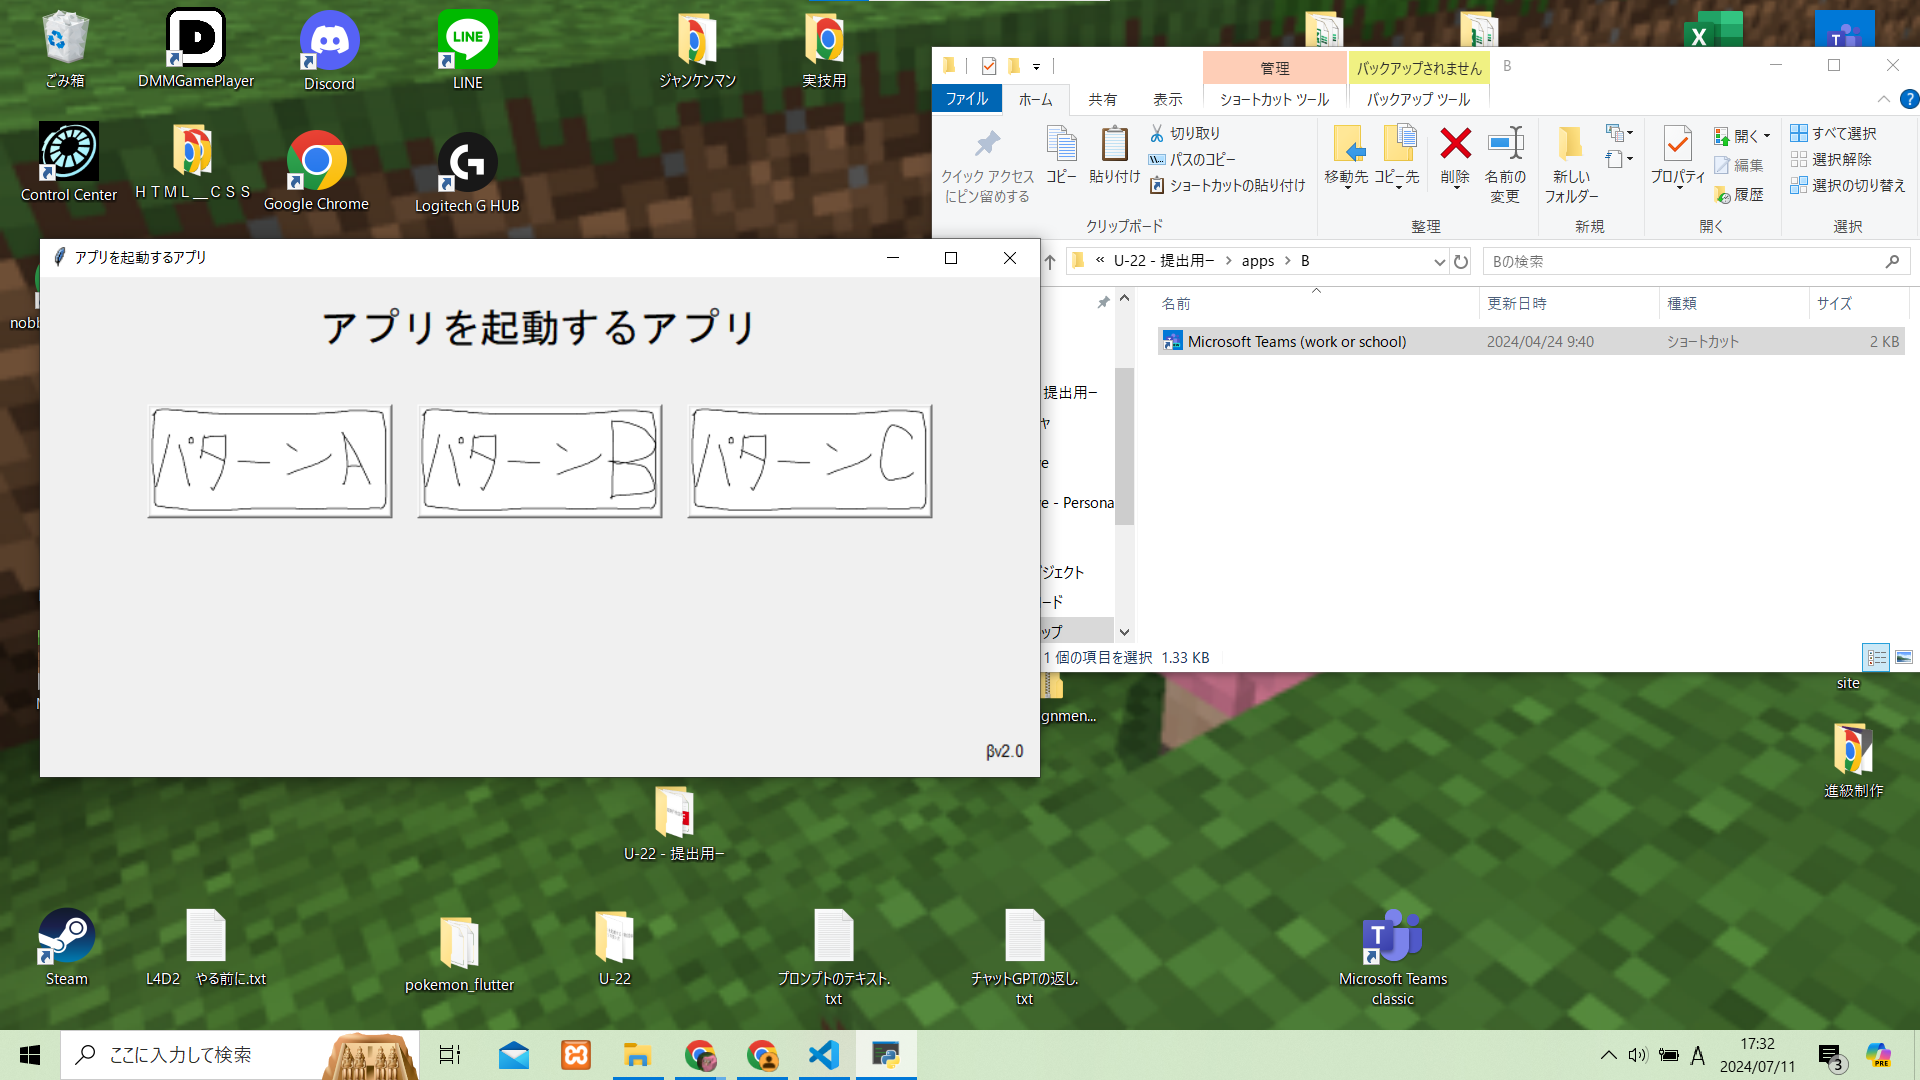 ごみ箱
DMMGamePlayer
Discord
LINE
ジャンケンマン
実技用
Control Center
ＨＴＭＬ＿ＣＳＳ
Google Chrome
Logitech G HUB
管理
バックアップされません
B
ファイル
ホーム
共有
表示
ショートカット ツール
バックアップ ツール
クイック アクセス
にピン留めする
コピー
貼り付け
切り取り
パスのコピー
ショートカットの貼り付け
クリップボード
移動先
コピー先
削除
名前の
変更
整理
新しい
フォルダー
新規
プロパティ
開く
編集
履歴
開く
すべて選択
選択解除
選択の切り替え
選択
« U-22 - 提出用ー > apps > B
Bの検索
名前
更新日時
種類
サイズ
Microsoft Teams (work or school)
2024/04/24 9:40
ショートカット
2 KB
提出用ー
ャ
e - Persona
ジェクト
ード
ップ
1 個の項目を選択 1.33 KB
アプリを起動するアプリ
アプリを起動するアプリ
パターンA
パターンB
パターンC
βv2.0
nobb
gnmen...
site
進級制作
U-22 - 提出用ー
Steam
L4D2　やる前に.txt
pokemon_flutter
U-22
プロンプトのテキスト.
txt
チャットGPTの返し.
txt
Microsoft Teams
classic
ここに入力して検索
A
17:32
2024/07/11
3
PRE